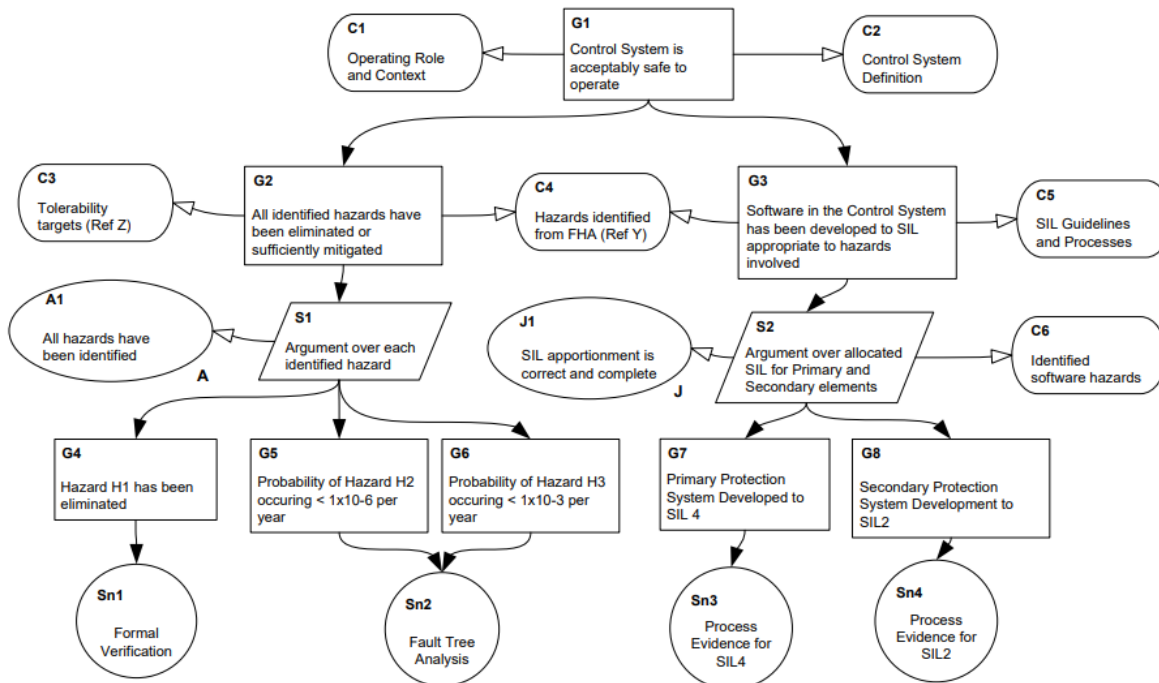 C1
Operating Role
and Context
G1
Control System is
acceptably safe to
operate
C2
Control System
Definition
C3
Tolerability
targets (Ref Z)
G2
All identified hazards have
been eliminated or
sufficiently mitigated
C4
Hazards identified
from FHA (Ref Y)
G3
Software in the Control System
has been developed to SIL
appropriate to hazards
involved
C5
SIL Guidelines
and Processes
A1
All hazards have
been identified
A
S1
Argument over each
identified hazard
J1
SIL apportionment is
correct and complete
J
S2
Argument over allocated
SIL for Primary and
Secondary elements
C6
Identified
software hazards
G4
Hazard H1 has been
eliminated
G5
Probability of Hazard H2
occuring < 1x10-6 per
year
G6
Probability of Hazard H3
occuring < 1x10-3 per
year
G7
Primary Protection
System Developed to
SIL 4
G8
Secondary Protection
System Development to
SIL2
Sn1
Formal
Verification
Sn2
Fault Tree
Analysis
Sn3
Process
Evidence for
SIL4
Sn4
Process
Evidence for
SIL2